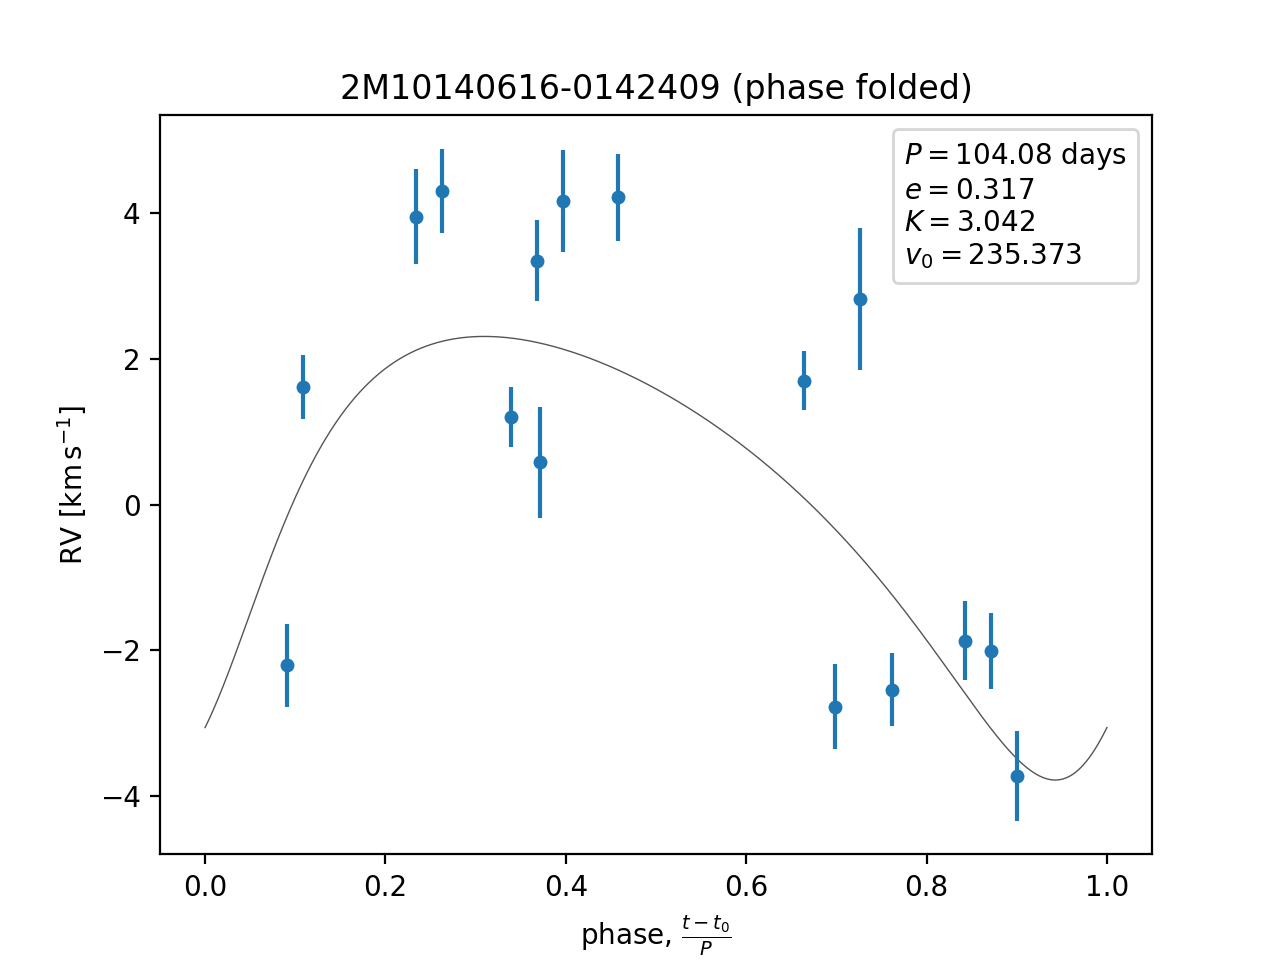 2M10140616-0142409 (phase folded)
P = 104.08 days
e = 0.317
K = 3.042
v₀ = 235.373
4
2
0
−2
−4
RV [km s⁻¹]
0.0 0.2 0.4 0.6 0.8 1.0
phase, (t − t₀)/P